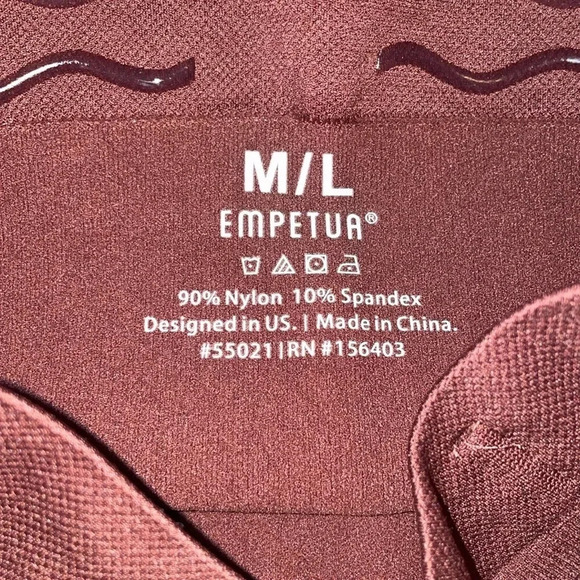 M/L
EMPETUA®
90% Nylon 10% Spandex
Designed in US. | Made in China.
#55021 | RN #156403